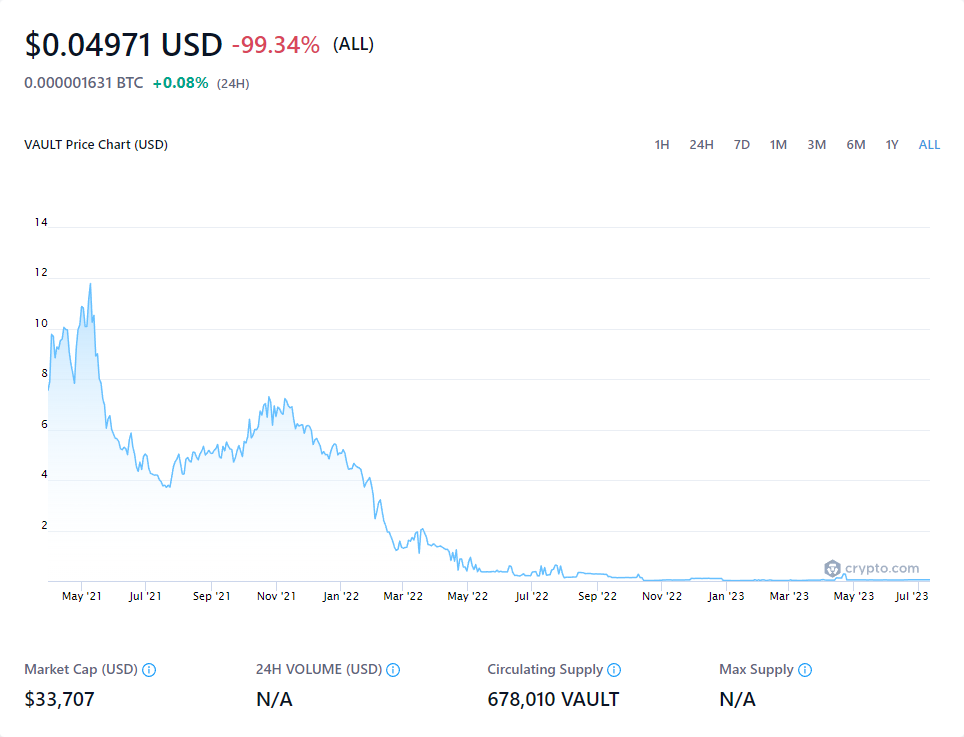 $0.04971 USD -99.34% (ALL)
0.000001631 BTC +0.08% (24H)
VAULT Price Chart (USD) 1H 24H 7D 1M 3M 6M 1Y ALL
14
12
10
8
6
4
2
crypto.com
May '21 Jul '21 Sep '21 Nov '21 Jan '22 Mar '22 May '22 Jul '22 Sep '22 Nov '22 Jan '23 Mar '23 May '23 Jul '23
Market Cap (USD) 24H VOLUME (USD) Circulating Supply Max Supply
$33,707 N/A 678,010 VAULT N/A